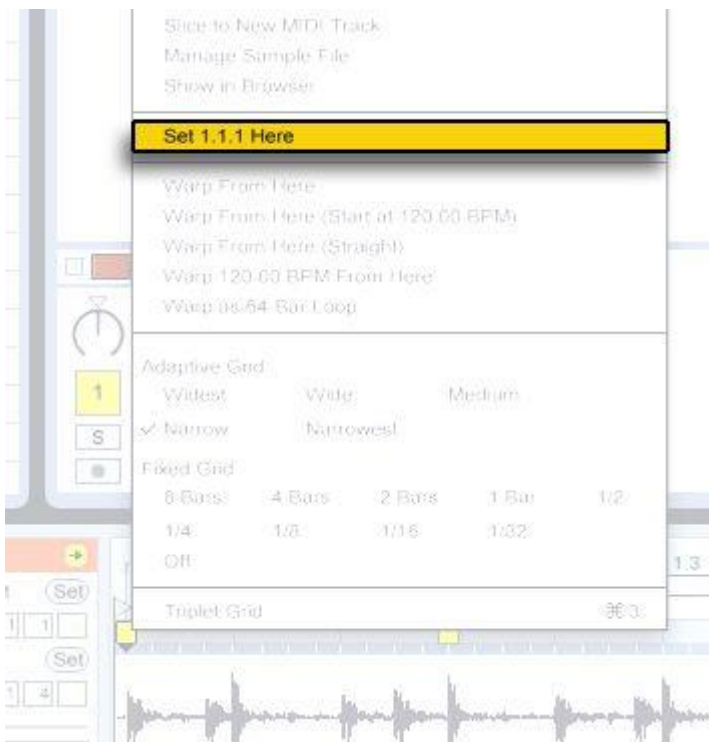 Slice to New MIDI Track
Manage Sample File
Show in Browser
Set 1.1.1 Here
Warp From Here
Warp From Here (Start at 120.00 BPM)
Warp From Here (Straight)
Warp 120.00 BPM From Here
Warp as 64 Bar Loop
Adaptive Grid
Widest Wide Medium
✓ Narrow Narrowest
Fixed Grid
8 Bars 4 Bars 2 Bars 1 Bar 1/2
1/4 1/8 1/16 1/32
Off
Triplet Grid ⌘3
1
S
1.3
Set
1 1
Set
1 4